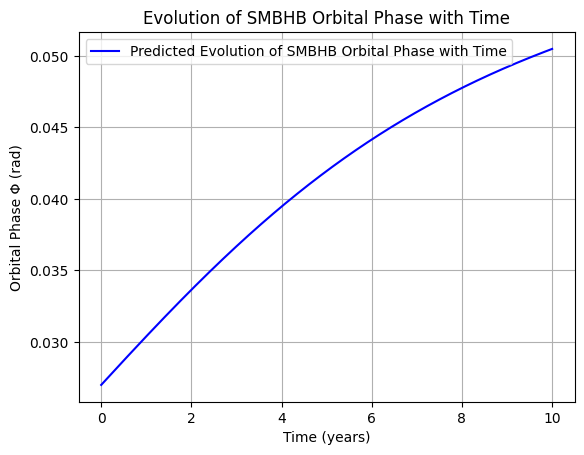 Evolution of SMBHB Orbital Phase with Time
Predicted Evolution of SMBHB Orbital Phase with Time
Orbital Phase Φ (rad)
0.050
0.045
0.040
0.035
0.030
0 2 4 6 8 10
Time (years)